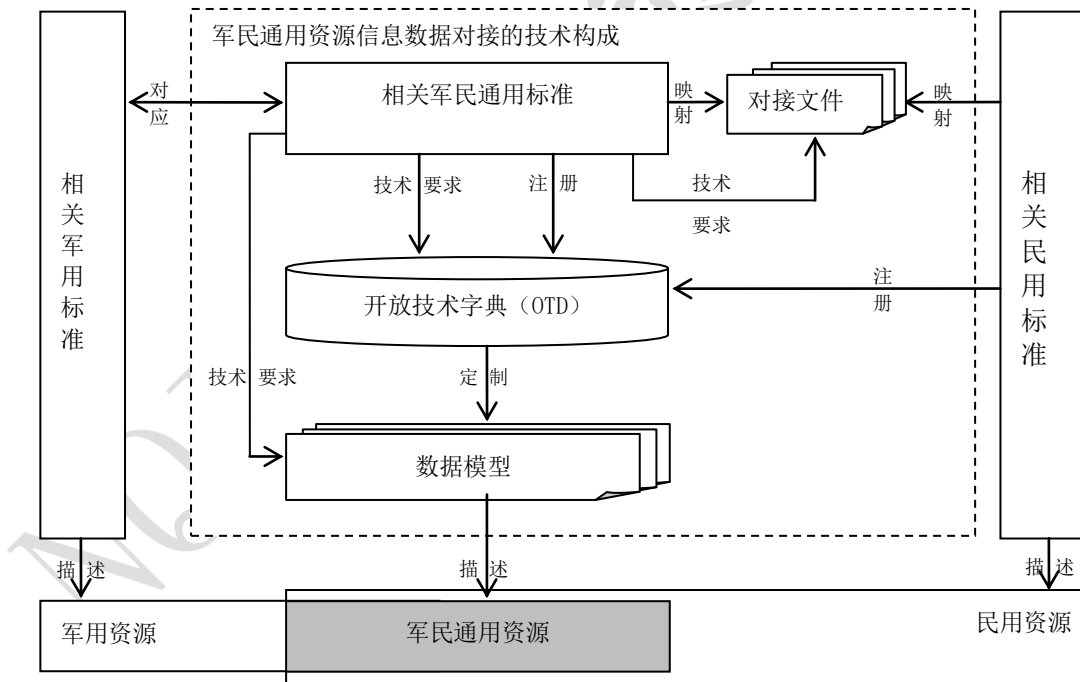 军民通用资源信息数据对接的技术构成
对应
相关军民通用标准
映射
对接文件
映射
相关军用标准
技术要求
注册
技术
要求
相关民用标准
开放技术字典（OTD）
注册
技术要求
定制
数据模型
描述
描述
描述
军用资源
军民通用资源
民用资源